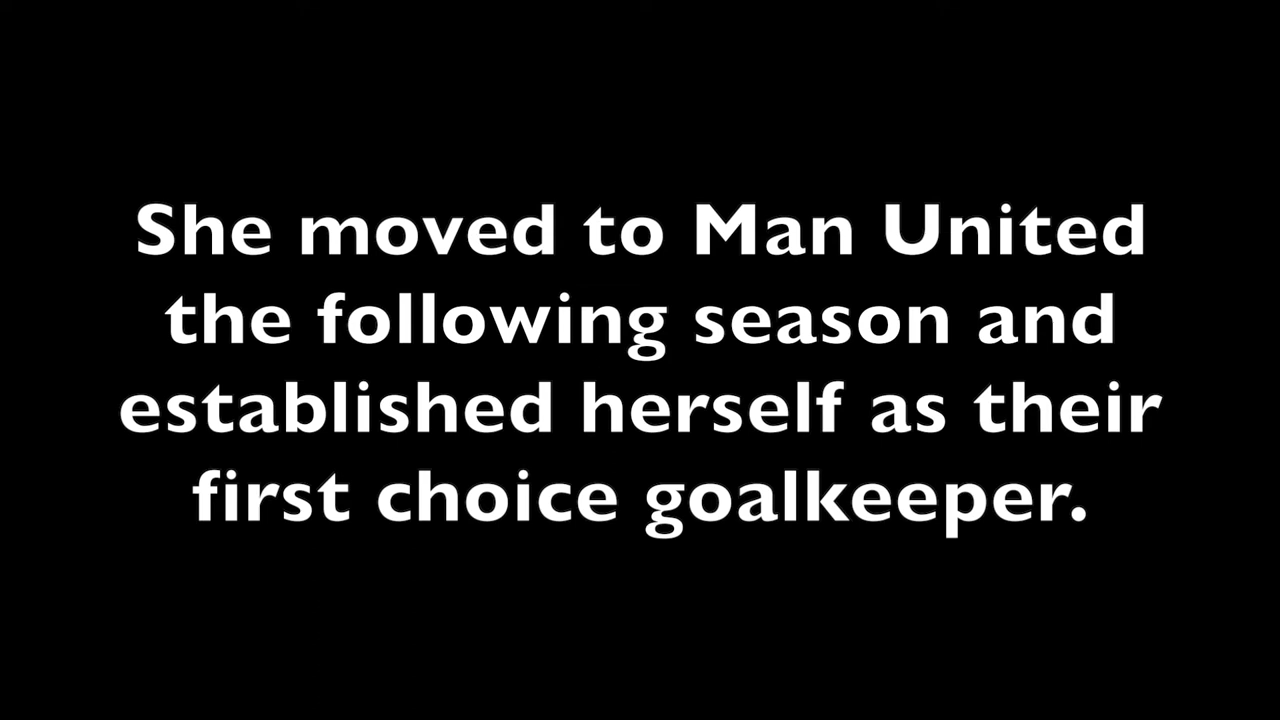 She moved to Man United
the following season and
established herself as their
first choice goalkeeper.